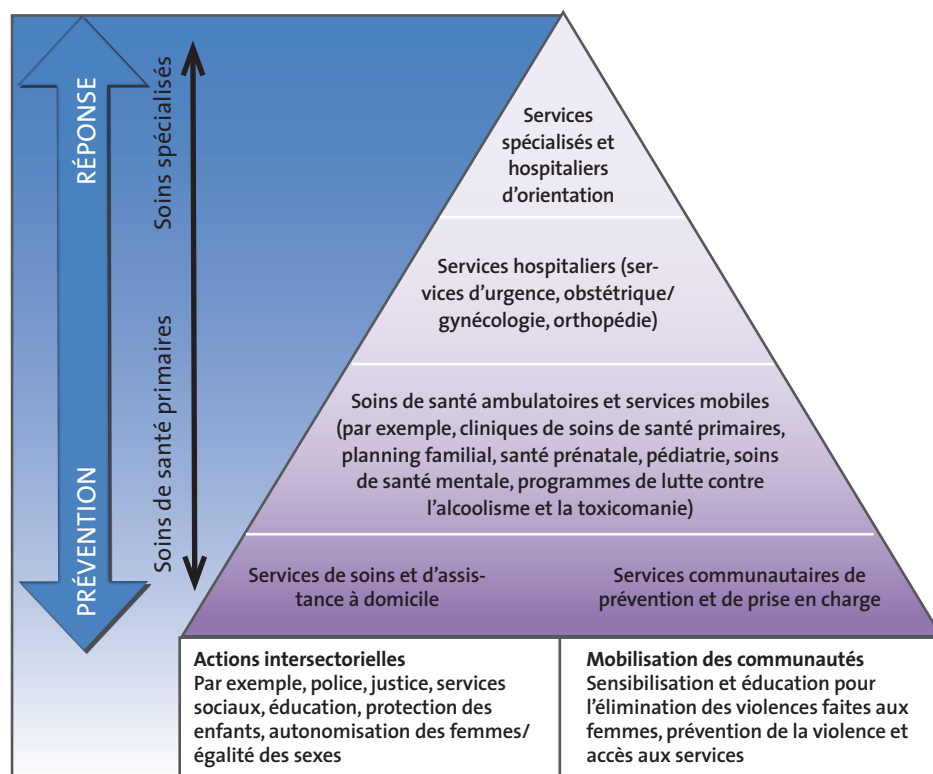 RÉPONSE
PRÉVENTION
Soins spécialisés
Soins de santé primaires
Services
spécialisés et
hospitaliers
d'orientation
Services hospitaliers (ser-
vices d'urgence, obstétrique/
gynécologie, orthopédie)
Soins de santé ambulatoires et services mobiles
(par exemple, cliniques de soins de santé primaires,
planning familial, santé prénatale, pédiatrie, soins
de santé mentale, programmes de lutte contre
l'alcoolisme et la toxicomanie)
Services de soins et d'assis-
tance à domicile
Services communautaires de
prévention et de prise en charge
Actions intersectorielles
Par exemple, police, justice, services
sociaux, éducation, protection des
enfants, autonomisation des femmes/
égalité des sexes
Mobilisation des communautés
Sensibilisation et éducation pour
l'élimination des violences faites aux
femmes, prévention de la violence et
accès aux services